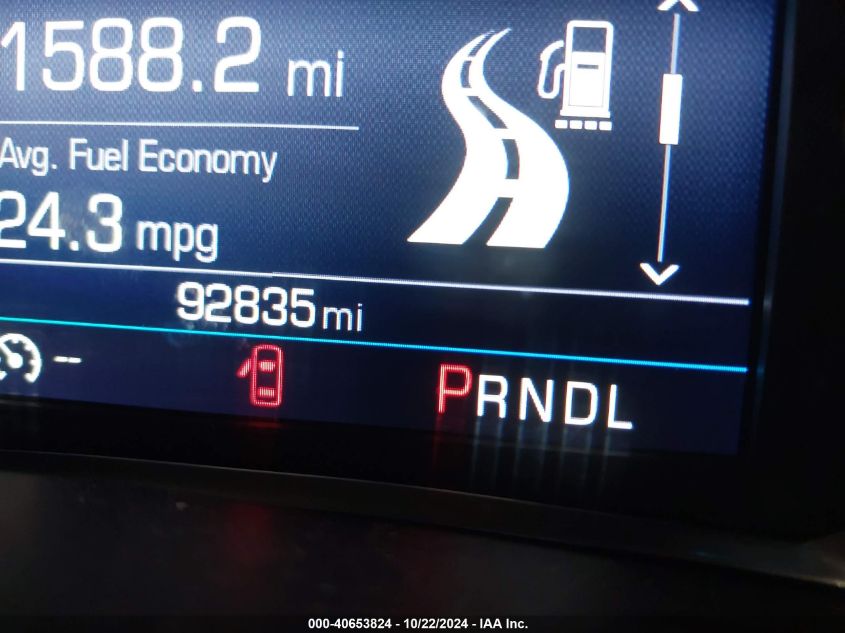 1588.2 mi
Avg. Fuel Economy
24.3 mpg
92835 mi
--
PRNDL
000-40653824 - 10/22/2024 - IAA Inc.